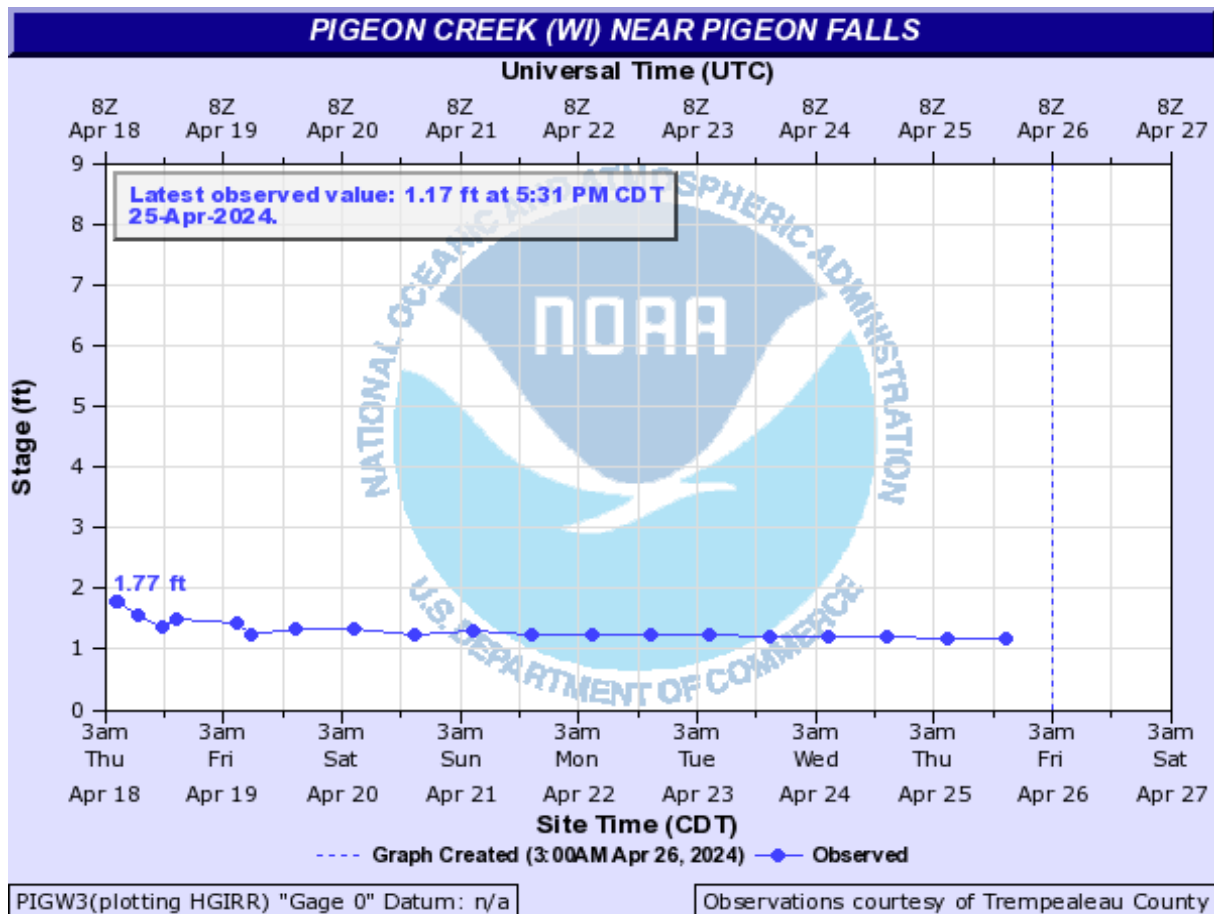 PIGEON CREEK (WI) NEAR PIGEON FALLS
Universal Time (UTC)
8Z 8Z 8Z 8Z 8Z 8Z 8Z 8Z 8Z 8Z
Apr 18 Apr 19 Apr 20 Apr 21 Apr 22 Apr 23 Apr 24 Apr 25 Apr 26 Apr 27
Latest observed value: 1.17 ft at 5:31 PM CDT
25-Apr-2024.
NATIONAL OCEANIC AND ATMOSPHERIC ADMINISTRATION
NOAA
U.S. DEPARTMENT OF COMMERCE
Stage (ft)
9
8
7
6
5
4
3
2
1
0
1.77 ft
3am 3am 3am 3am 3am 3am 3am 3am 3am 3am
Thu Fri Sat Sun Mon Tue Wed Thu Fri Sat
Apr 18 Apr 19 Apr 20 Apr 21 Apr 22 Apr 23 Apr 24 Apr 25 Apr 26 Apr 27
Site Time (CDT)
Graph Created (3:00AM Apr 26, 2024) Observed
PIGW3(plotting HGIRR) "Gage 0" Datum: n/a
Observations courtesy of Trempealeau County